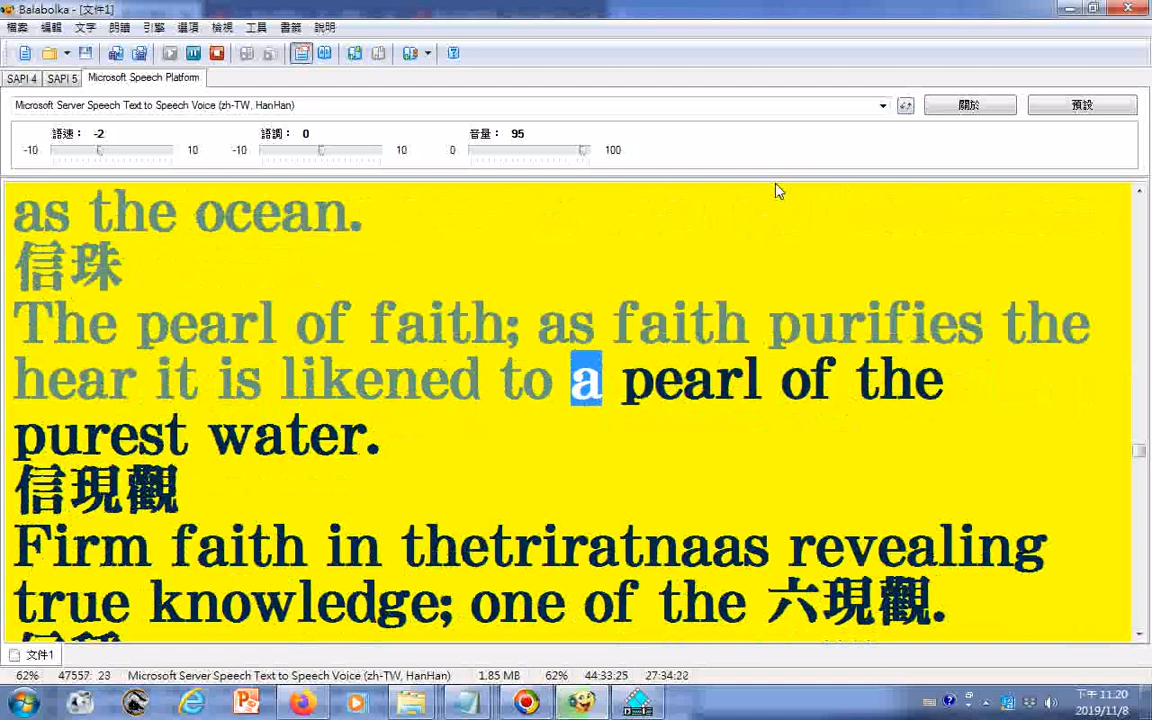 Balabolka - [文件1]
檔案 編輯 文字 朗讀 引擎 選項 檢視 工具 書籤 說明
SAPI 4 SAPI 5 Microsoft Speech Platform
Microsoft Server Speech Text to Speech Voice (zh-TW, HanHan) 關於 預設
語速： -2 語調： 0 音量： 95
-10 10 -10 10 0 100
as the ocean.
信珠
The pearl of faith; as faith purifies the
hear it is likened to a pearl of the
purest water.
信現觀
Firm faith in thetriratnaas revealing
true knowledge; one of the 六現觀.
文件1
62% 47557: 23 Microsoft Server Speech Text to Speech Voice (zh-TW, HanHan) 1.85 MB 62% 44:33:25 27:34:22
下午 11:20
2019/11/8